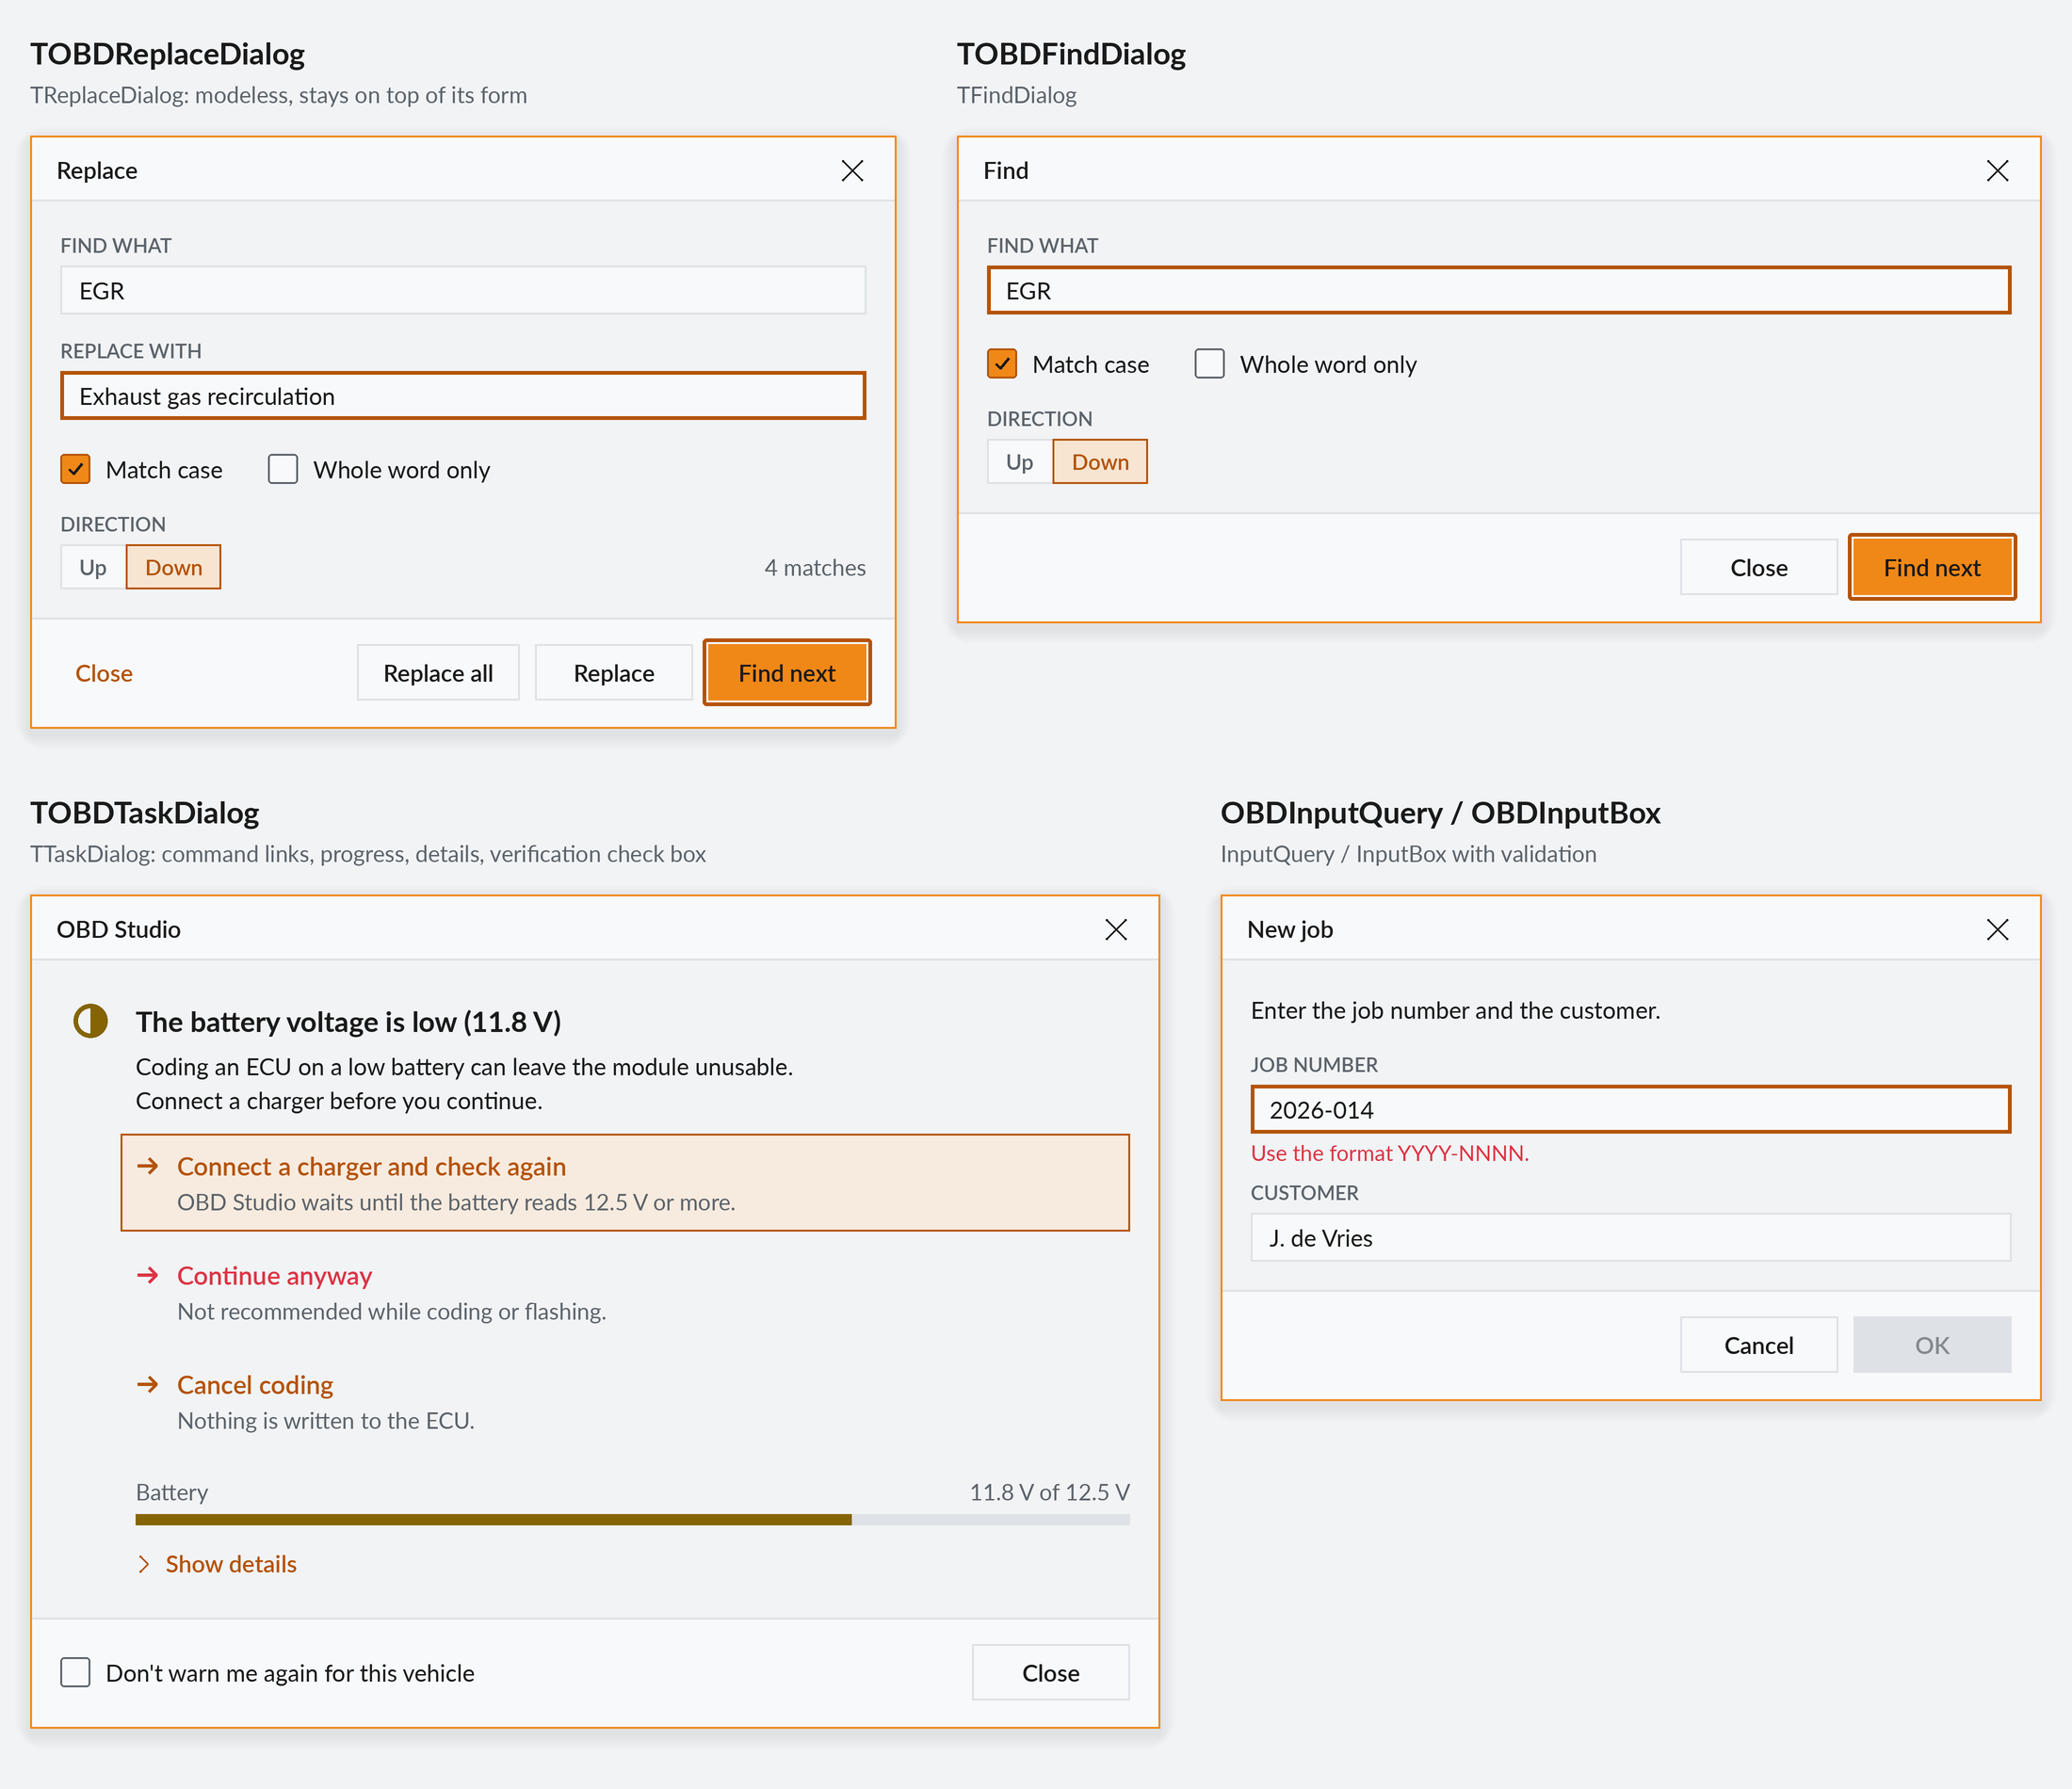 TOBDReplaceDialog
TReplaceDialog: modeless, stays on top of its form
Replace
FIND WHAT
EGR
REPLACE WITH
Exhaust gas recirculation
Match case
Whole word only
DIRECTION
Up
Down
4 matches
Close
Replace all
Replace
Find next
TOBDFindDialog
TFindDialog
Find
FIND WHAT
EGR
Match case
Whole word only
DIRECTION
Up
Down
Close
Find next
TOBDTaskDialog
TTaskDialog: command links, progress, details, verification check box
OBD Studio
The battery voltage is low (11.8 V)
Coding an ECU on a low battery can leave the module unusable.
Connect a charger before you continue.
Connect a charger and check again
OBD Studio waits until the battery reads 12.5 V or more.
Continue anyway
Not recommended while coding or flashing.
Cancel coding
Nothing is written to the ECU.
Battery
11.8 V of 12.5 V
Show details
Don't warn me again for this vehicle
Close
OBDInputQuery / OBDInputBox
InputQuery / InputBox with validation
New job
Enter the job number and the customer.
JOB NUMBER
2026-014
Use the format YYYY-NNNN.
CUSTOMER
J. de Vries
Cancel
OK